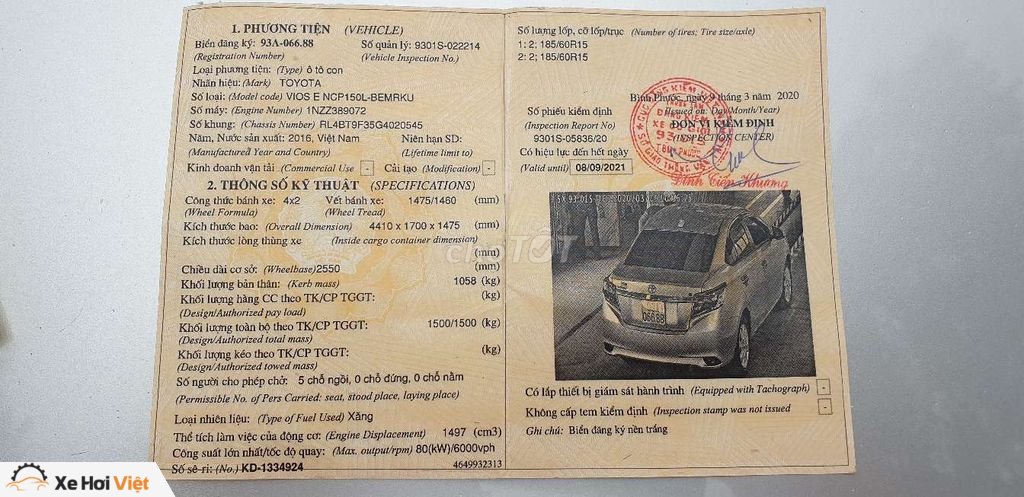 1. PHƯƠNG TIỆN (VEHICLE)
Biển đăng ký: 93A-066.88 Số quản lý: 9301S-022214
(Registration Number) (Vehicle Inspection No.)
Loại phương tiện: (Type) ô tô con
Nhãn hiệu: (Mark) TOYOTA
Số loại: (Model code) VIOS E NCP150L-BEMRKU
Số máy: (Engine Number) 1NZZ389072
Số khung: (Chassis Number) RL4BT9F35G4020545
Năm, Nước sản xuất: 2016, Việt Nam Niên hạn SD:
(Manufactured Year and Country) (Lifetime limit to)
Kinh doanh vận tải (Commercial Use - Cải tạo (Modification) -
2. THÔNG SỐ KỸ THUẬT (SPECIFICATIONS)
Công thức bánh xe: 4x2 Vết bánh xe: 1475/1460 (mm)
(Wheel Formula) (Wheel Tread)
Kích thước bao: (Overall Dimension) 4410 x 1700 x 1475 (mm)
Kích thước lòng thùng xe (Inside cargo container dimension)
(mm)
Chiều dài cơ sở: (Wheelbase) 2550 (mm)
Khối lượng bản thân: (Kerb mass) 1058 (kg)
Khối lượng hàng CC theo TK/CP TGGT: (kg)
(Design/Authorized pay load)
Khối lượng toàn bộ theo TK/CP TGGT: 1500/1500 (kg)
(Design/Authorized total mass)
Khối lượng kéo theo TK/CP TGGT: (kg)
(Design/Authorized towed mass)
Số người cho phép chở: 5 chỗ ngồi, 0 chỗ đứng, 0 chỗ nằm
(Permissible No. of Pers Carried: seat, stood place, laying place)
Loại nhiên liệu: (Type of Fuel Used) Xăng
Thể tích làm việc của động cơ: (Engine Displacement) 1497 (cm3)
Công suất lớn nhất/tốc độ quay: (Max. output/rpm) 80(kW)/6000vph
Số sê-ri: (No.) KD-1334924 4649932313
Số lượng lốp, cỡ lốp/trục (Number of tires; Tire size/axle)
1: 2; 185/60R15
2: 2; 185/60R15
Bình Phước, ngày 9 tháng 3 năm 2020
Số phiếu kiểm định Issued on: Day/Month/Year)
(Inspection Report No) ĐƠN VỊ KIỂM ĐỊNH
9301S-05836/20 (INSPECTION CENTER)
Có hiệu lực đến hết ngày
(Valid until) 08/09/2021
Đinh Tiến Khương
066.88
chợTỐT
Có lắp thiết bị giám sát hành trình (Equipped with Tachograph) -
Không cấp tem kiểm định (Inspection stamp was not issued -
Ghi chú: Biển đăng ký nền trắng
Xe Hơi Việt